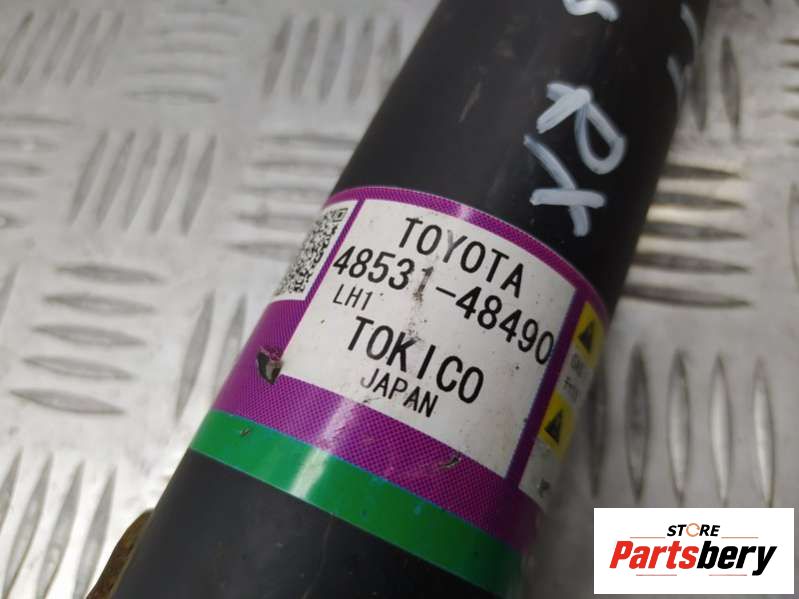 RX
TOYOTA
48531-48490
LH1
TOKICO
JAPAN
STORE
Partsbery